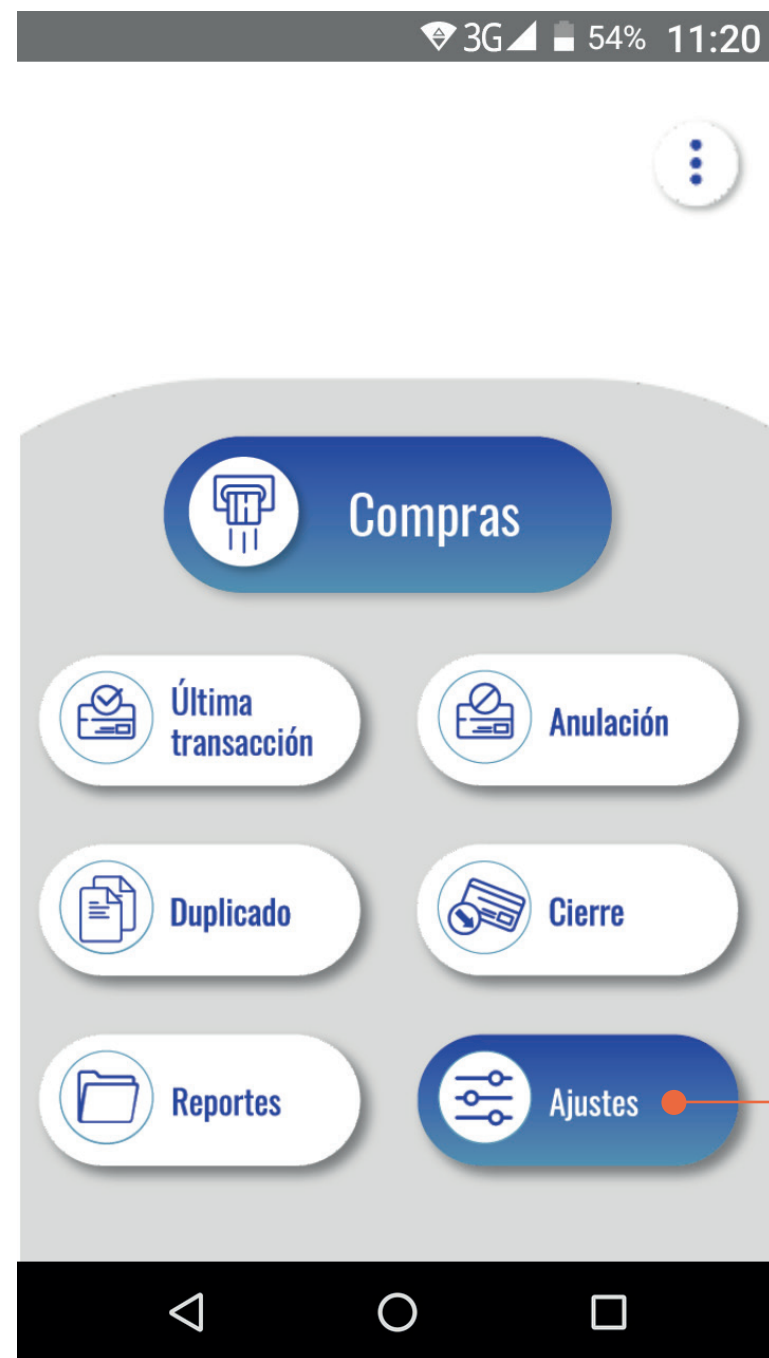 3G 54% 11:20
Compras
Última
transacción
Anulación
Duplicado
Cierre
Reportes
Ajustes